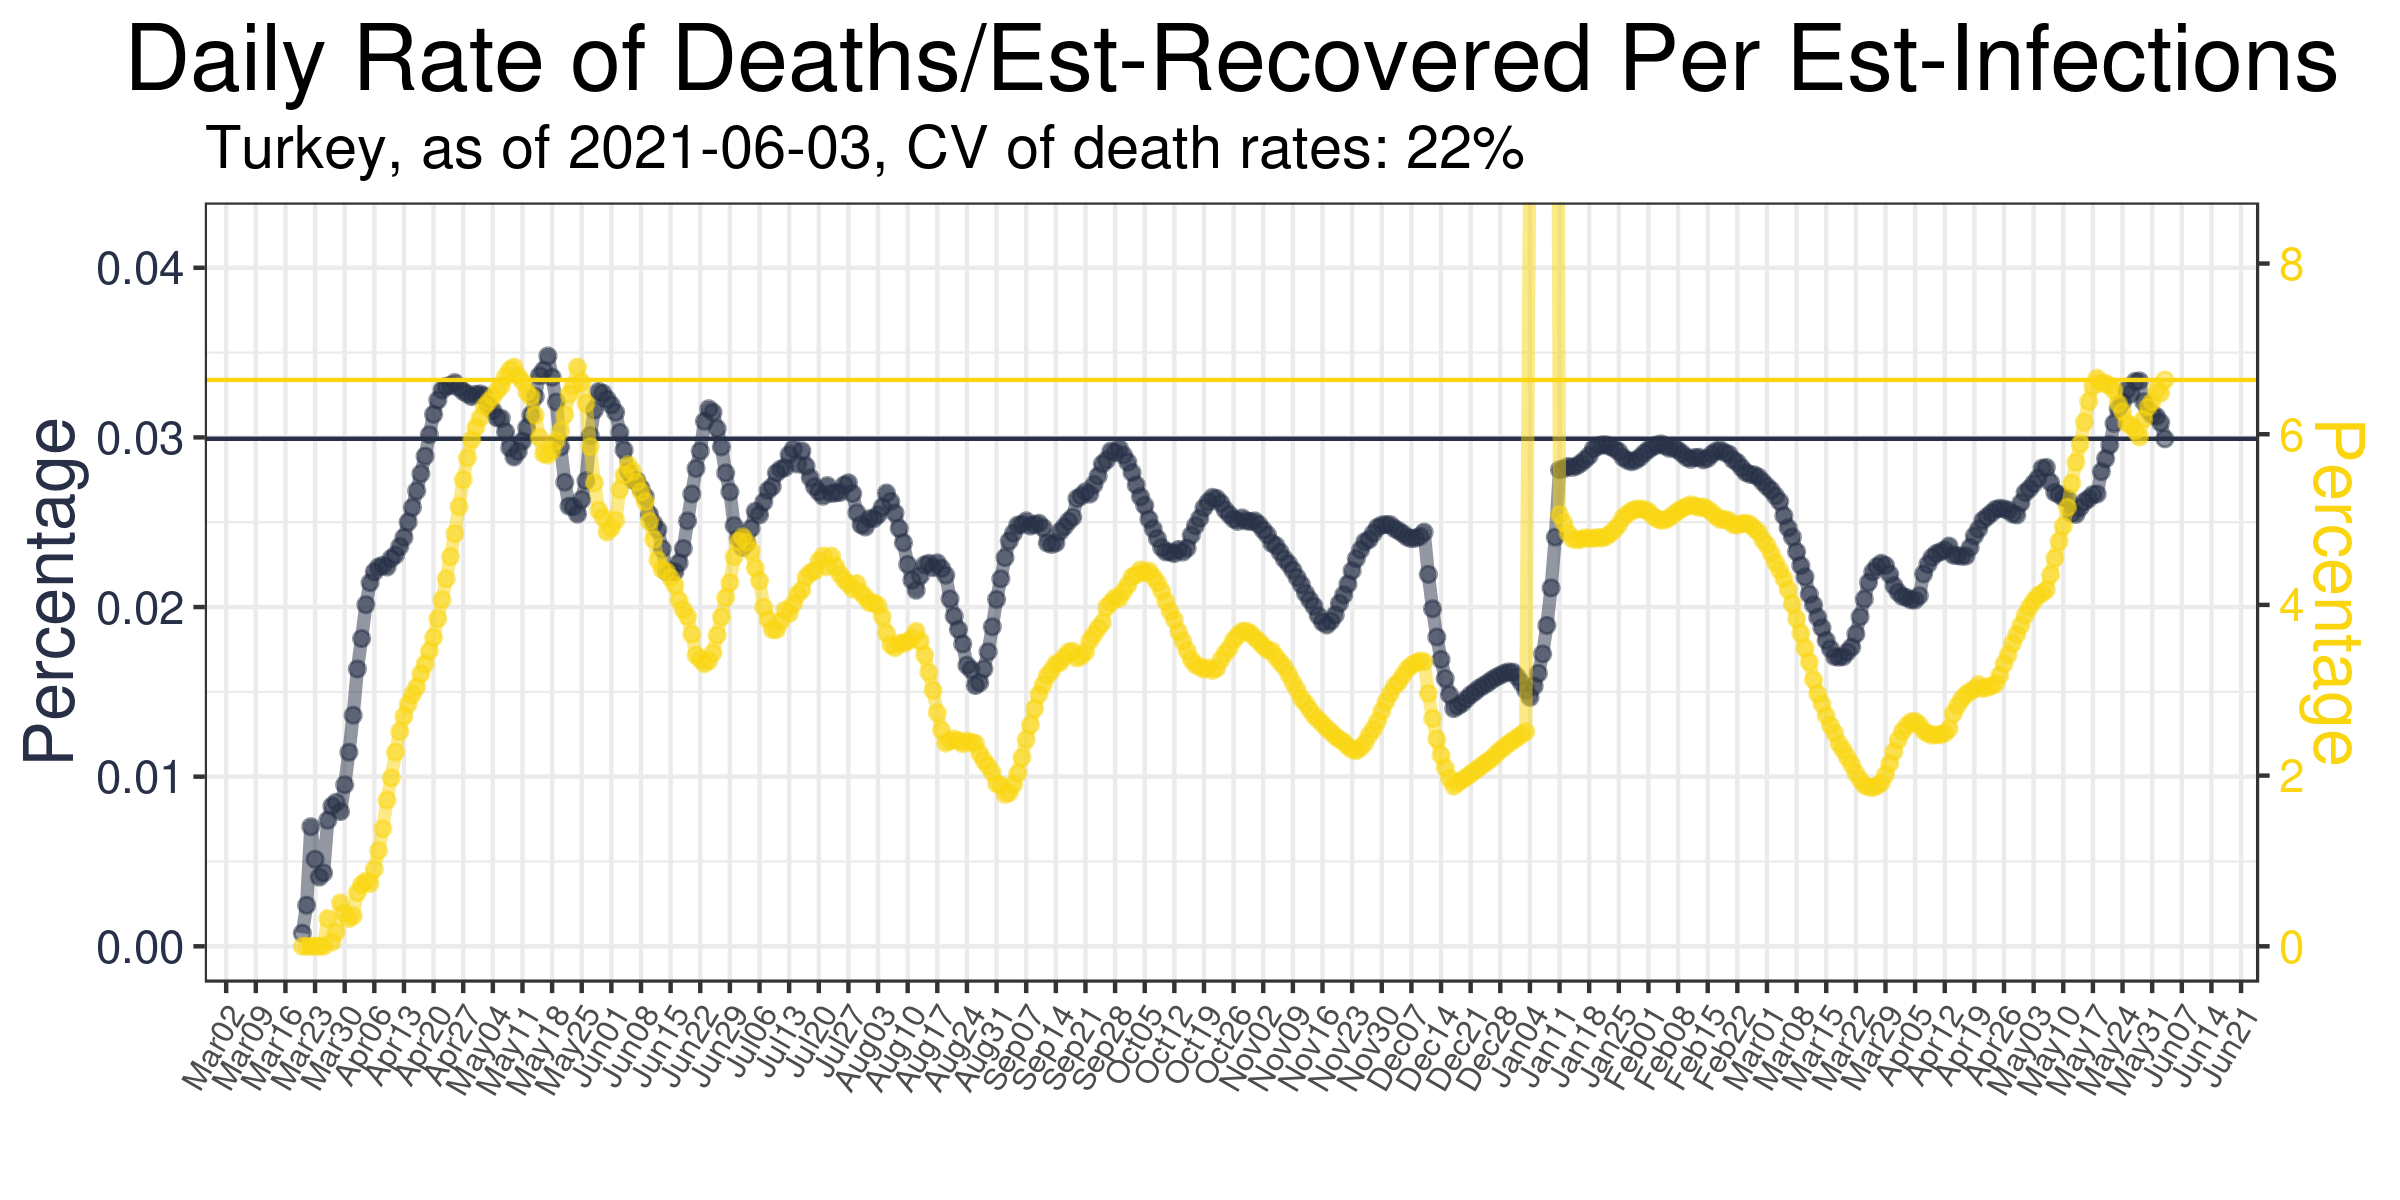 Daily Rate of Deaths/Est-Recovered Per Est-Infections
Turkey, as of 2021-06-03, CV of death rates: 22%
Percentage
0.04
0.03
0.02
0.01
0.00
8
6
4
2
0
Percentage
Mar02
Mar09
Mar16
Mar23
Mar30
Apr06
Apr13
Apr20
Apr27
May04
May11
May18
May25
Jun01
Jun08
Jun15
Jun22
Jun29
Jul06
Jul13
Jul20
Jul27
Aug03
Aug10
Aug17
Aug24
Aug31
Sep07
Sep14
Sep21
Sep28
Oct05
Oct12
Oct19
Oct26
Nov02
Nov09
Nov16
Nov23
Nov30
Dec07
Dec14
Dec21
Dec28
Jan04
Jan11
Jan18
Jan25
Feb01
Feb08
Feb15
Feb22
Mar01
Mar08
Mar15
Mar22
Mar29
Apr05
Apr12
Apr19
Apr26
May03
May10
May17
May24
May31
Jun07
Jun14
Jun21